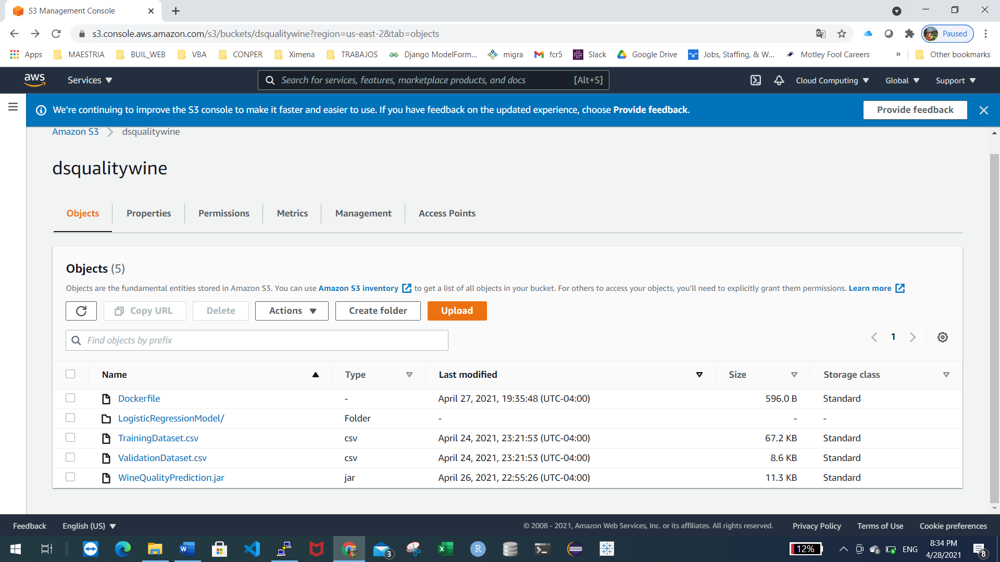 S3 Management Console
s3.console.aws.amazon.com/s3/buckets/dsqualitywine?region=us-east-2&tab=objects
Paused
Apps MAESTRIA BUIL_WEB VBA CONPER Ximena TRABAJOS Django ModelForm... migra fcr5 Slack Google Drive Jobs, Staffing, & W... Motley Fool Careers » Other bookmarks
aws Services Search for services, features, marketplace products, and docs [Alt+S] Cloud Computing Global Support
We're continuing to improve the S3 console to make it faster and easier to use. If you have feedback on the updated experience, choose Provide feedback. Provide feedback
Amazon S3 dsqualitywine
dsqualitywine
Objects Properties Permissions Metrics Management Access Points
Objects (5)
Objects are the fundamental entities stored in Amazon S3. You can use Amazon S3 inventory to get a list of all objects in your bucket. For others to access your objects, you'll need to explicitly grant them permissions. Learn more
Copy URL Delete Actions Create folder Upload
Find objects by prefix 1
Name Type Last modified Size Storage class
Dockerfile - April 27, 2021, 19:35:48 (UTC-04:00) 596.0 B Standard
LogisticRegressionModel/ Folder - - -
TrainingDataset.csv csv April 24, 2021, 23:21:53 (UTC-04:00) 67.2 KB Standard
ValidationDataset.csv csv April 24, 2021, 23:21:53 (UTC-04:00) 8.6 KB Standard
WineQualityPrediction.jar jar April 26, 2021, 22:55:26 (UTC-04:00) 11.3 KB Standard
Feedback English (US) © 2008 - 2021, Amazon Web Services, Inc. or its affiliates. All rights reserved. Privacy Policy Terms of Use Cookie preferences
W 3 X R 12% ENG 8:34 PM
4/28/2021 8